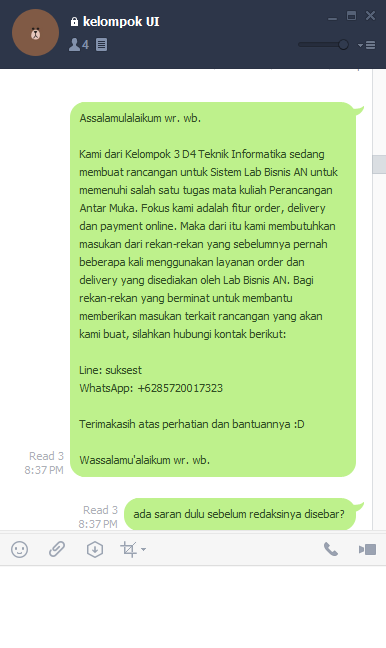 kelompok UI
4
Assalamulalaikum wr. wb.
Kami dari Kelompok 3 D4 Teknik Informatika sedang
membuat rancangan untuk Sistem Lab Bisnis AN untuk
memenuhi salah satu tugas mata kuliah Perancangan
Antar Muka. Fokus kami adalah fitur order, delivery
dan payment online. Maka dari itu kami membutuhkan
masukan dari rekan-rekan yang sebelumnya pernah
beberapa kali menggunakan layanan order dan
delivery yang disediakan oleh Lab Bisnis AN. Bagi
rekan-rekan yang berminat untuk membantu
memberikan masukan terkait rancangan yang akan
kami buat, silahkan hubungi kontak berikut:
Line: suksest
WhatsApp: +6285720017323
Terimakasih atas perhatian dan bantuannya :D
Wassalamu'alaikum wr. wb.
Read 3
8:37 PM
ada saran dulu sebelum redaksinya disebar?
Read 3
8:37 PM